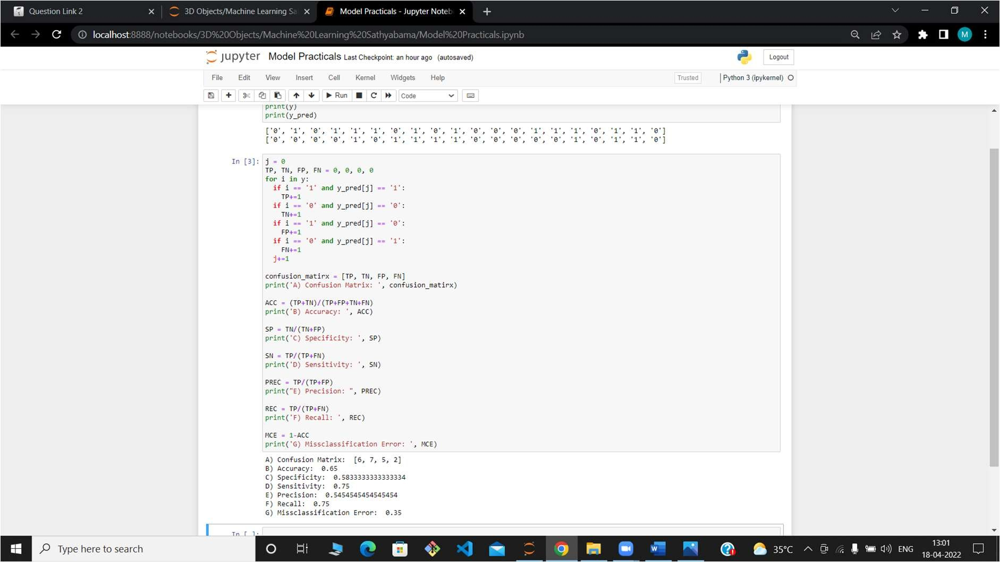 Question Link 2
3D Objects/Machine Learning Sa
Model Practicals - Jupyter Noteb
localhost:8888/notebooks/3D%20Objects/Machine%20Learning%20Sathyabama/Model%20Practicals.ipynb
M
jupyter Model Practicals Last Checkpoint: an hour ago (autosaved)
Logout
File Edit View Insert Cell Kernel Widgets Help
Trusted
Python 3 (ipykernel)
Run
Code
print(y)
print(y_pred)
['0', '1', '0', '1', '1', '1', '0', '1', '0', '1', '0', '0', '0', '1', '1', '1', '0', '1', '1', '0']
['0', '0', '0', '0', '1', '0', '1', '1', '1', '1', '0', '0', '0', '0', '0', '1', '0', '1', '1', '0']
In [3]:
j = 0
TP, TN, FP, FN = 0, 0, 0, 0
for i in y:
  if i == '1' and y_pred[j] == '1':
    TP+=1
  if i == '0' and y_pred[j] == '0':
    TN+=1
  if i == '1' and y_pred[j] == '0':
    FP+=1
  if i == '0' and y_pred[j] == '1':
    FN+=1
  j+=1
confusion_matirx = [TP, TN, FP, FN]
print('A) Confusion Matrix: ', confusion_matirx)
ACC = (TP+TN)/(TP+FP+TN+FN)
print('B) Accuracy: ', ACC)
SP = TN/(TN+FP)
print('C) Specificity: ', SP)
SN = TP/(TP+FN)
print('D) Sensitivity: ', SN)
PREC = TP/(TP+FP)
print("E) Precision: ", PREC)
REC = TP/(TP+FN)
print('F) Recall: ', REC)
MCE = 1-ACC
print('G) Missclassification Error: ', MCE)
A) Confusion Matrix:  [6, 7, 5, 2]
B) Accuracy:  0.65
C) Specificity:  0.5833333333333334
D) Sensitivity:  0.75
E) Precision:  0.5454545454545454
F) Recall:  0.75
G) Missclassification Error:  0.35
In [ ]:
Type here to search
35°C
ENG
13:01
18-04-2022